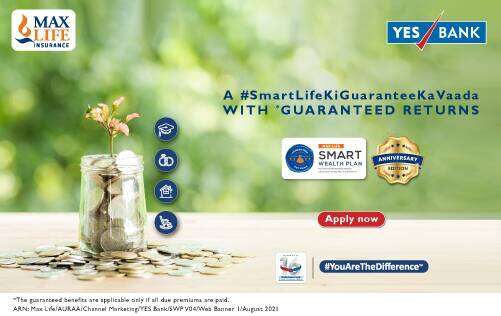 MAX
LIFE
INSURANCE
YES BANK
A #SmartLifeKiGuaranteeKaVaada
WITH *GUARANTEED RETURNS
SMART
WEALTH PLAN
ANNIVERSARY
EDITION
Apply now
#YouAreTheDifference™
*The guaranteed benefits are applicable only if all due premiums are paid.
ARN: Max Life/AURAA/Channel Marketing/YES Bank/SWP V04/Web Banner 1/August 2021